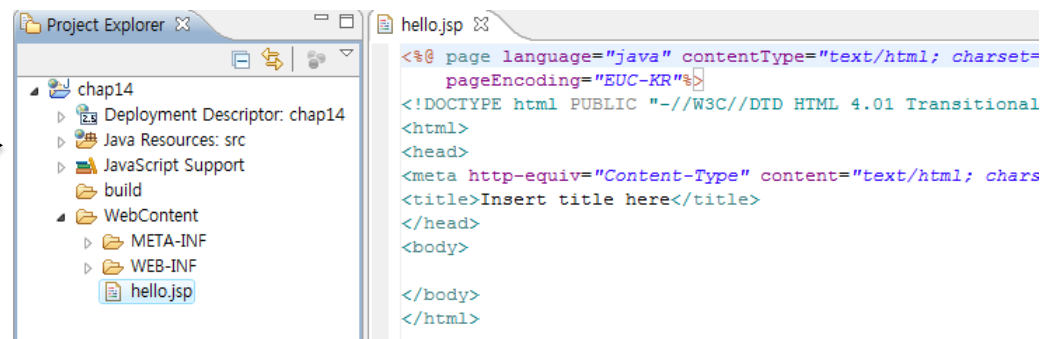 Project Explorer
chap14
2.5 Deployment Descriptor: chap14
Java Resources: src
JavaScript Support
build
WebContent
META-INF
WEB-INF
hello.jsp
hello.jsp
<%@ page language="java" contentType="text/html; charset=
pageEncoding="EUC-KR"%>
<!DOCTYPE html PUBLIC "-//W3C//DTD HTML 4.01 Transitional
<html>
<head>
<meta http-equiv="Content-Type" content="text/html; chars
<title>Insert title here</title>
</head>
<body>
</body>
</html>